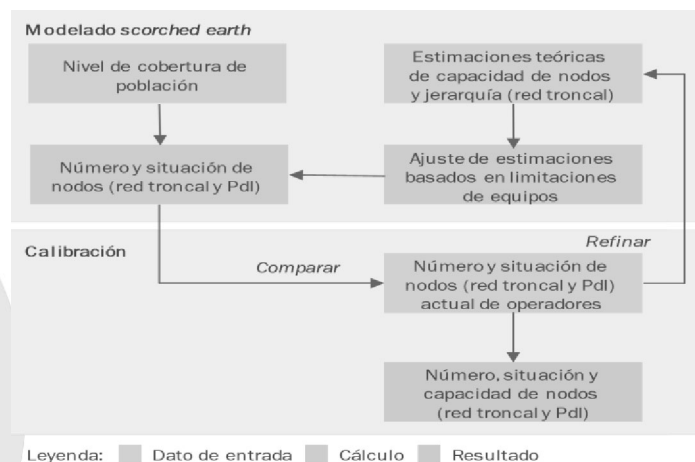 Modelado scorched earth
Nivel de cobertura de
población
Estimaciones teóricas
de capacidad de nodos
y jerarquía (red troncal)
Número y situación de
nodos (red troncal y PdI)
Ajuste de estimaciones
basados en limitaciones
de equipos
Calibración
Comparar
Refinar
Número y situación de
nodos (red troncal y PdI)
actual de operadores
Número, situación y
capacidad de nodos
(red troncal y PdI)
Leyenda: Dato de entrada Cálculo Resultado